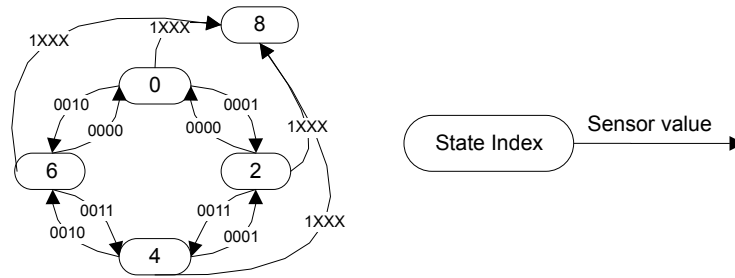 8
1XXX
1XXX
0
0010
0001
0000
0000
1XXX
6
2
0011
0011
0010
0001
1XXX
4
State Index
Sensor value